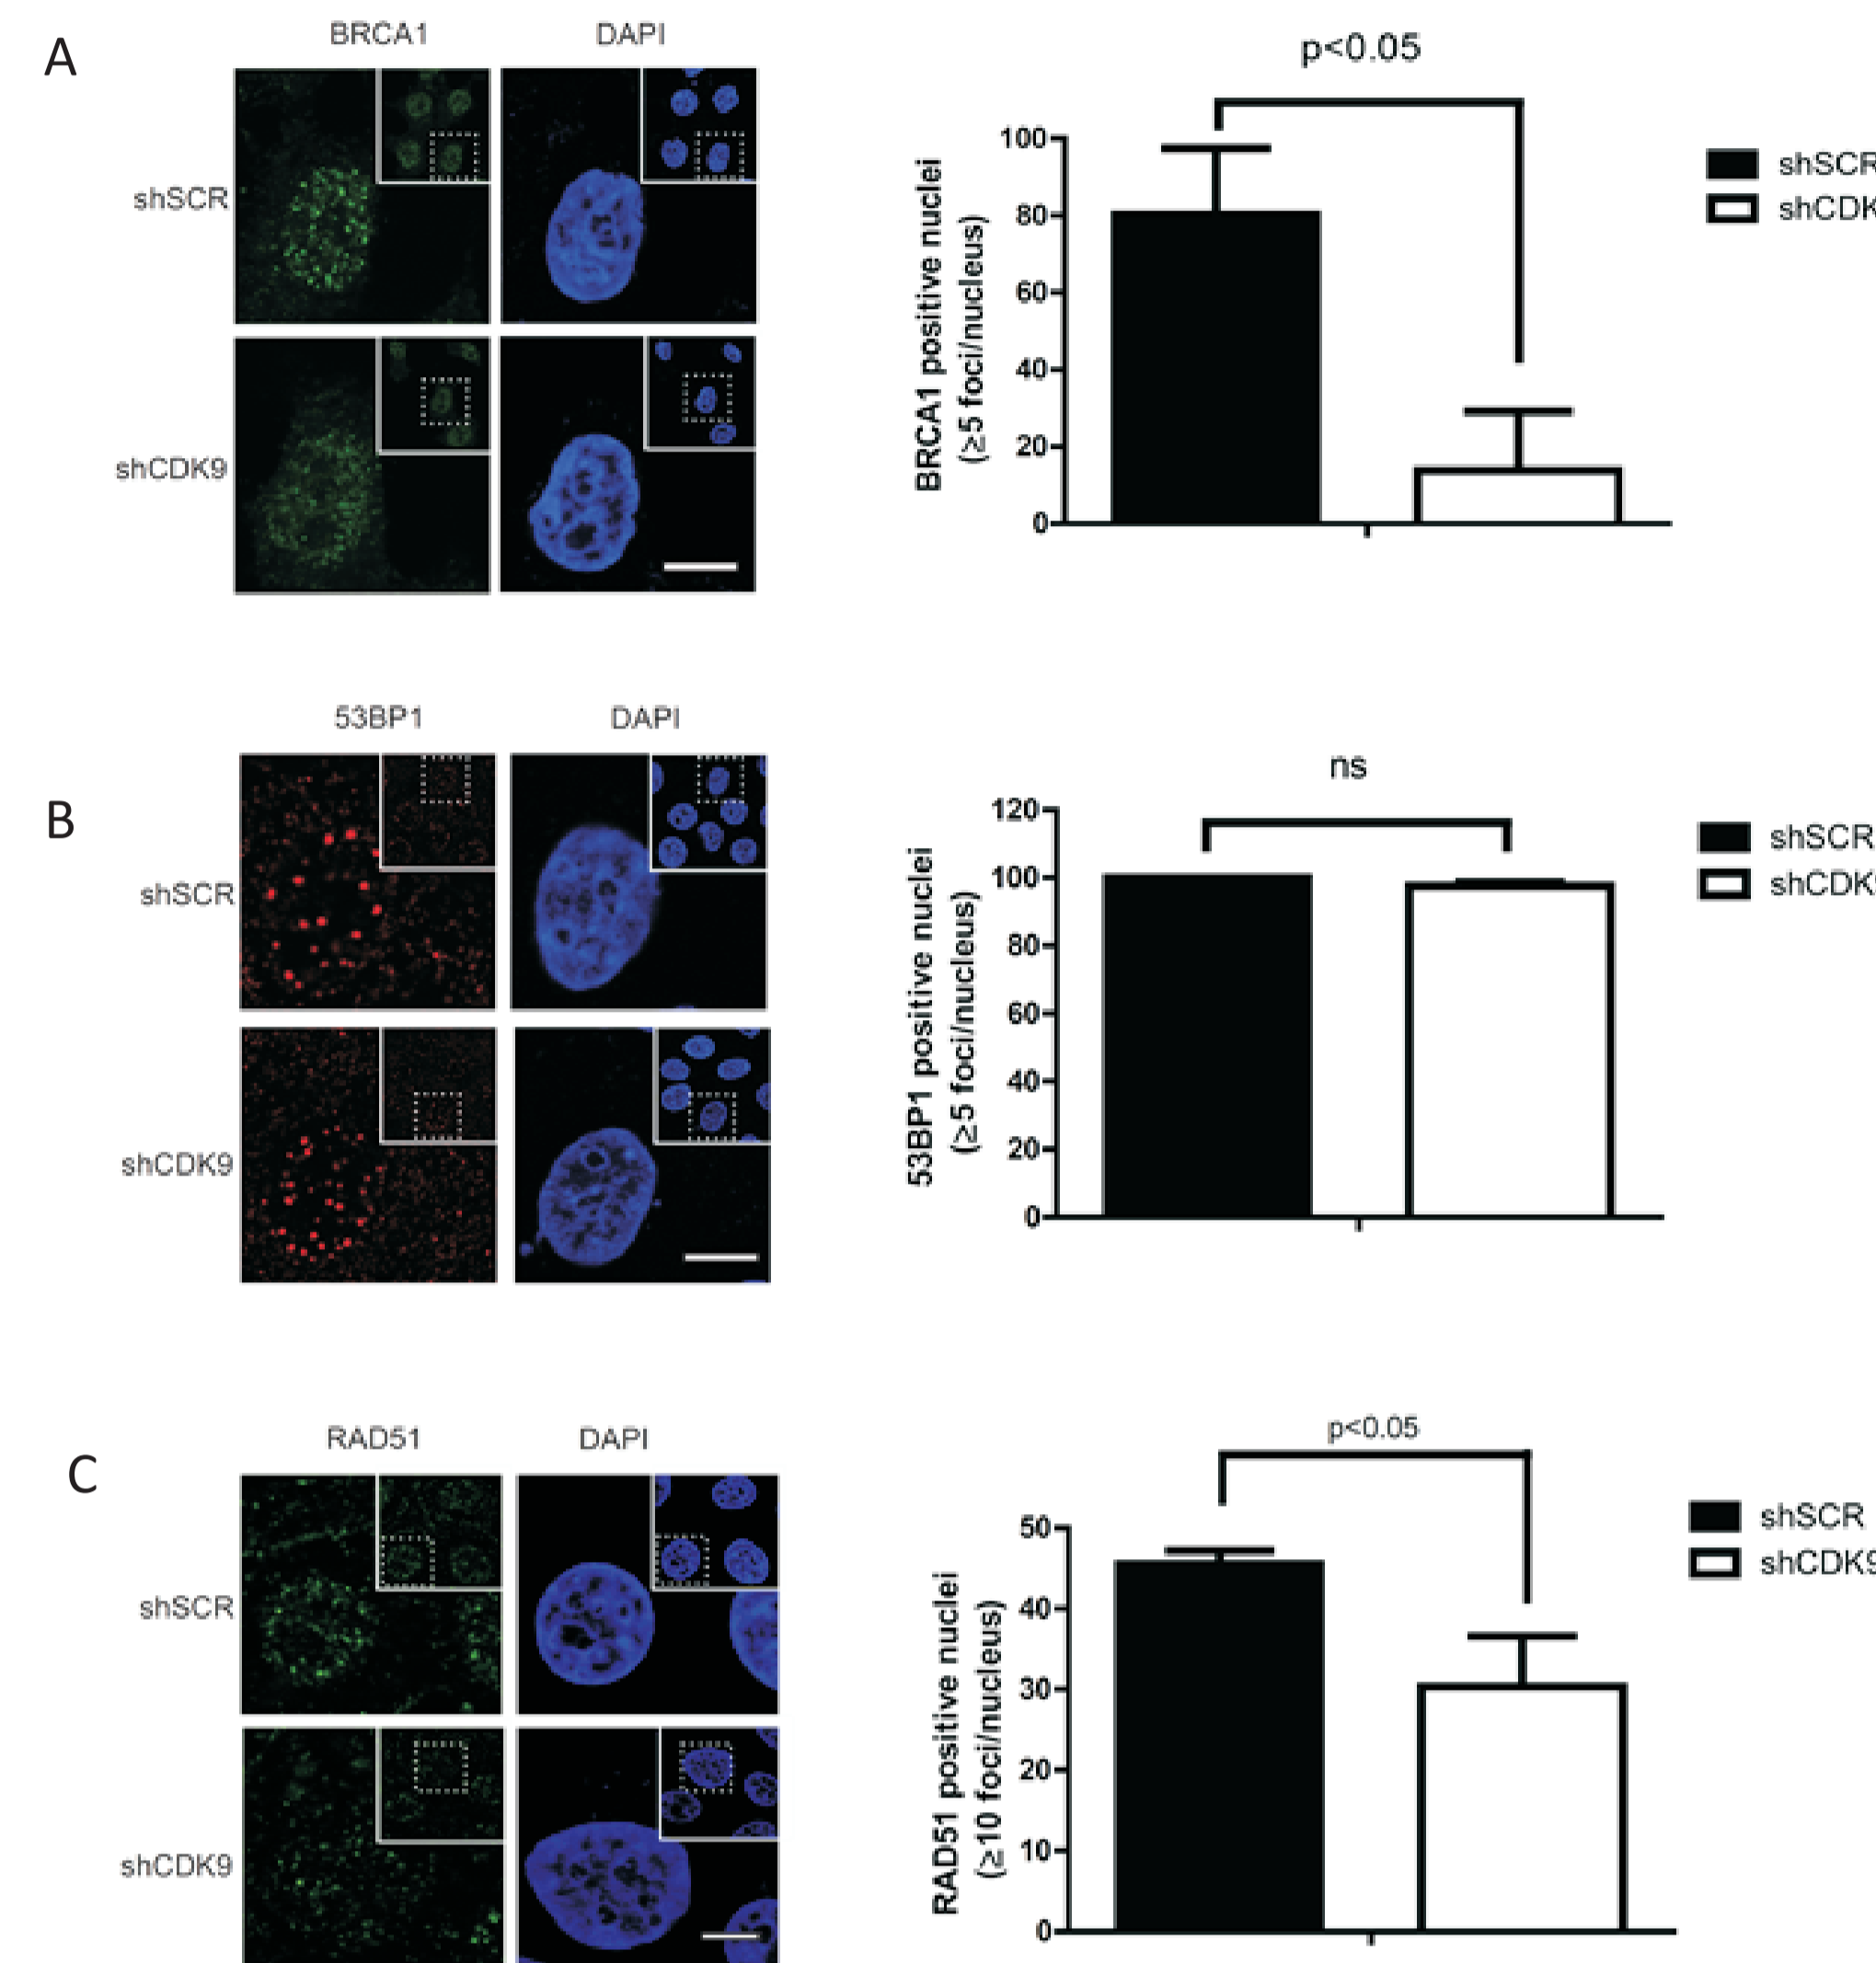 A
BRCA1 DAPI
shSCR
shCDK9
p<0.05
BRCA1 positive nuclei
(≥5 foci/nucleus)
100
80
60
40
20
0
shSCR
shCDK
B
53BP1 DAPI
shSCR
shCDK9
ns
53BP1 positive nuclei
(≥5 foci/nucleus)
120
100
80
60
40
20
0
shSCR
shCDK9
C
RAD51 DAPI
shSCR
shCDK9
p<0.05
RAD51 positive nuclei
(≥10 foci/nucleus)
50
40
30
20
10
0
shSCR
shCDK9